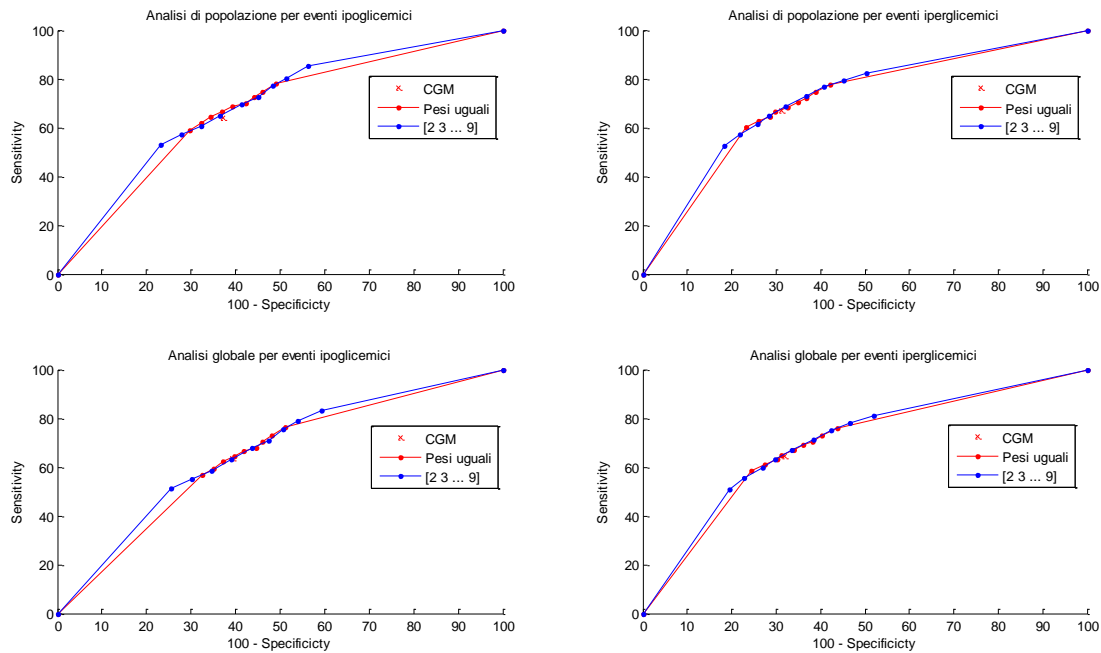 Analisi di popolazione per eventi ipoglicemici
100
80
60
40
20
0
Sensitivity
0 10 20 30 40 50 60 70 80 90 100
100 - Specificicty
CGM
Pesi uguali
[2 3 ... 9]
Analisi di popolazione per eventi iperglicemici
100
80
60
40
20
0
Sensitivity
0 10 20 30 40 50 60 70 80 90 100
100 - Specificicty
CGM
Pesi uguali
[2 3 ... 9]
Analisi globale per eventi ipoglicemici
100
80
60
40
20
0
Sensitivity
0 10 20 30 40 50 60 70 80 90 100
100 - Specificicty
CGM
Pesi uguali
[2 3 ... 9]
Analisi globale per eventi iperglicemici
100
80
60
40
20
0
Sensitivity
0 10 20 30 40 50 60 70 80 90 100
100 - Specificicty
CGM
Pesi uguali
[2 3 ... 9]